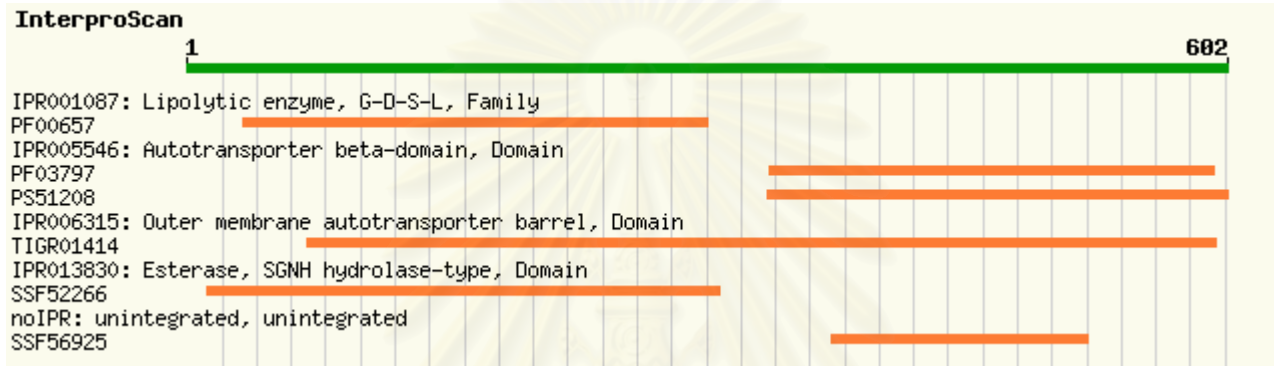 InterproScan
1 602
IPR001087: Lipolytic enzyme, G-D-S-L, Family
PF00657
IPR005546: Autotransporter beta-domain, Domain
PF03797
PS51208
IPR006315: Outer membrane autotransporter barrel, Domain
TIGR01414
IPR013830: Esterase, SGNH hydrolase-type, Domain
SSF52266
noIPR: unintegrated, unintegrated
SSF56925